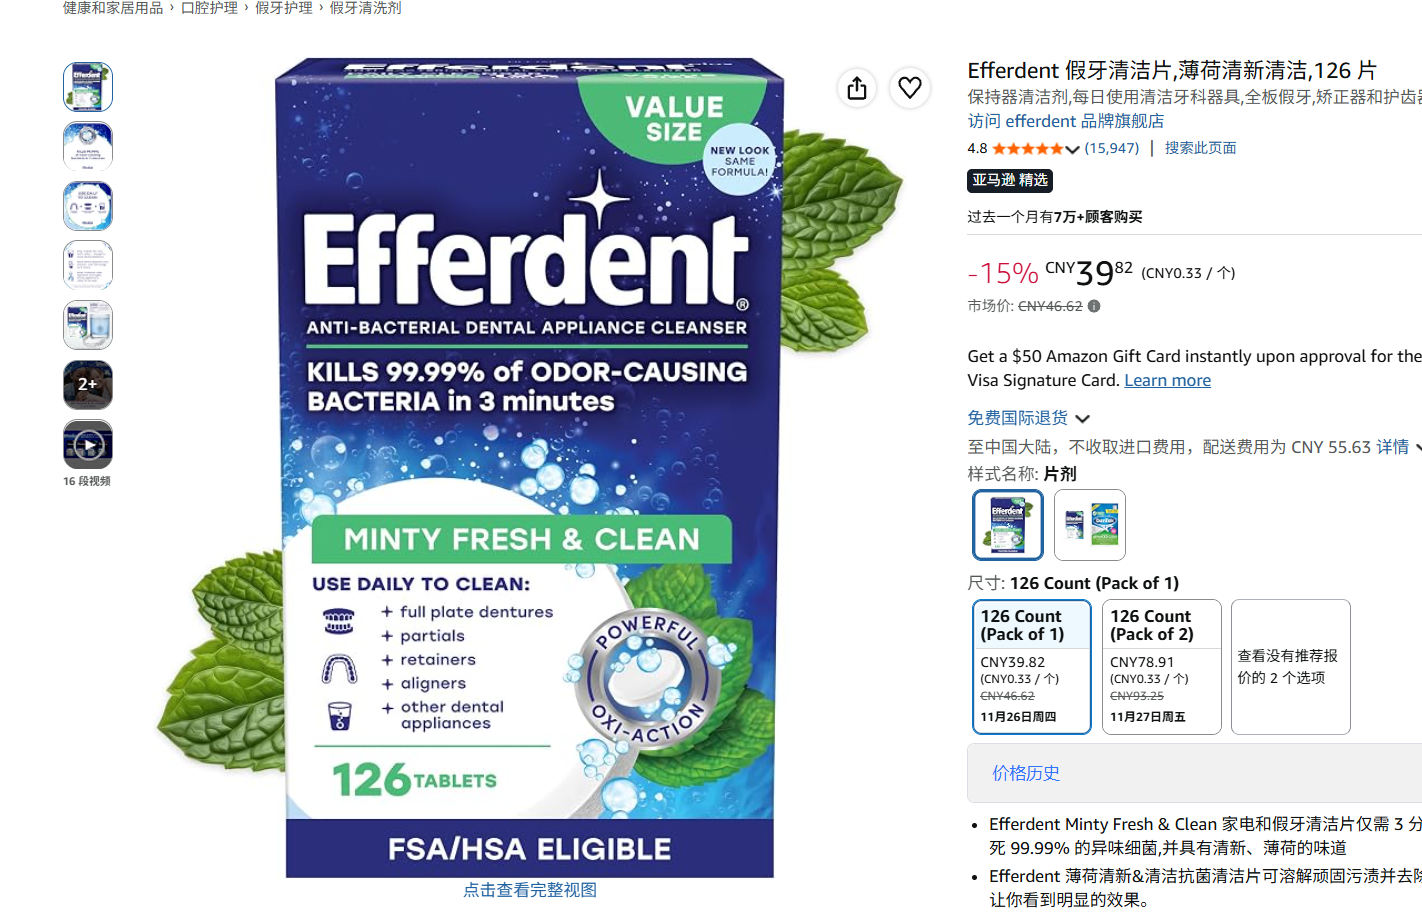 健康和家居用品 › 口腔护理 › 假牙护理 › 假牙清洗剂
2+
16 段视频
VALUE
SIZE
NEW LOOK
SAME
FORMULA!
Efferdent®
ANTI-BACTERIAL DENTAL APPLIANCE CLEANSER
KILLS 99.99% of ODOR-CAUSING
BACTERIA in 3 minutes
MINTY FRESH & CLEAN
USE DAILY TO CLEAN:
+ full plate dentures
+ partials
+ retainers
+ aligners
+ other dental
appliances
POWERFUL
OXI-ACTION
126 TABLETS
FSA/HSA ELIGIBLE
点击查看完整视图
Efferdent 假牙清洁片,薄荷清新清洁,126 片
保持器清洁剂,每日使用清洁牙科器具,全板假牙,矫正器和护齿
访问 efferdent 品牌旗舰店
4.8 (15,947) | 搜索此页面
亚马逊 精选
过去一个月有7万+顾客购买
-15% CNY39 82 (CNY0.33 / 个)
市场价: CNY46.62
Get a $50 Amazon Gift Card instantly upon approval for the
Visa Signature Card. Learn more
免费国际退货
至中国大陆，不收取进口费用，配送费用为 CNY 55.63 详情
样式名称: 片剂
尺寸: 126 Count (Pack of 1)
126 Count
(Pack of 1)
CNY39.82
(CNY0.33 / 个)
CNY46.62
11月26日周四
126 Count
(Pack of 2)
CNY78.91
(CNY0.33 / 个)
CNY93.25
11月27日周五
查看没有推荐报
价的 2 个选项
价格历史
• Efferdent Minty Fresh & Clean 家电和假牙清洁片仅需 3 分
死 99.99% 的异味细菌,并具有清新、薄荷的味道
• Efferdent 薄荷清新&清洁抗菌清洁片可溶解顽固污渍并去除
让你看到明显的效果。